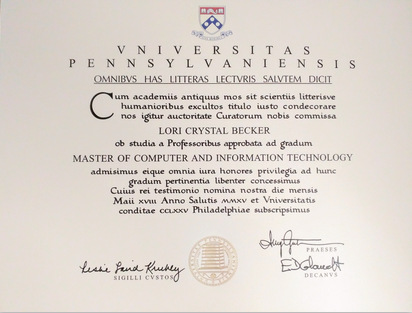 VNIVERSITAS
PENNSYLVANIENSIS
OMNIBVS HAS LITTERAS LECTVRIS SALVTEM DICIT
Cum academiis antiquus mos sit scientiis litterisve
humanioribus excultos titulo iusto condecorare
nos igitur auctoritate Curatorum nobis commissa
LORI CRYSTAL BECKER
ob studia a Professoribus approbata ad gradum
MASTER OF COMPUTER AND INFORMATION TECHNOLOGY
admisimus eique omnia iura honores privilegia ad hunc
gradum pertinentia libenter concessimus
Cuius rei testimonio nomina nostra die mensis
Maii XVIII Anno Salutis MMXV et Vniversitatis
conditae CCLXXV Philadelphiae subscripsimus
PRAESES
SIGILLI CVSTOS
DECANVS